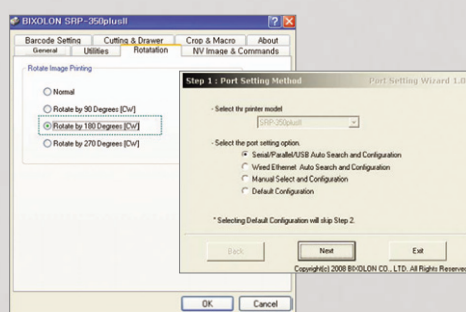 BIXOLON SRP-350plusII
Barcode Setting Cutting & Drawer Crop & Macro About
General Utilities Rotatation NV Image & Commands
Rotate Image Printing
Normal
Rotate by 90 Degrees [CW]
Rotate by 180 Degrees [CW]
Rotate by 270 Degrees [CW]
OK Cancel
Step 1 : Port Setting Method Port Setting Wizard 1.0
- Select thr printer model
SRP-350plusII
- Select the port setting option.
Serial/Parallel/USB Auto Search and Configuration
Wired Ethernet Auto Search and Configuration
Manual Select and Configuration
Default Configuration
* Selecting Default Configuration will skip Step 2.
Back Next Exit
Copyright(c) 2008 BIXOLON CO., LTD. All Rights Reserved